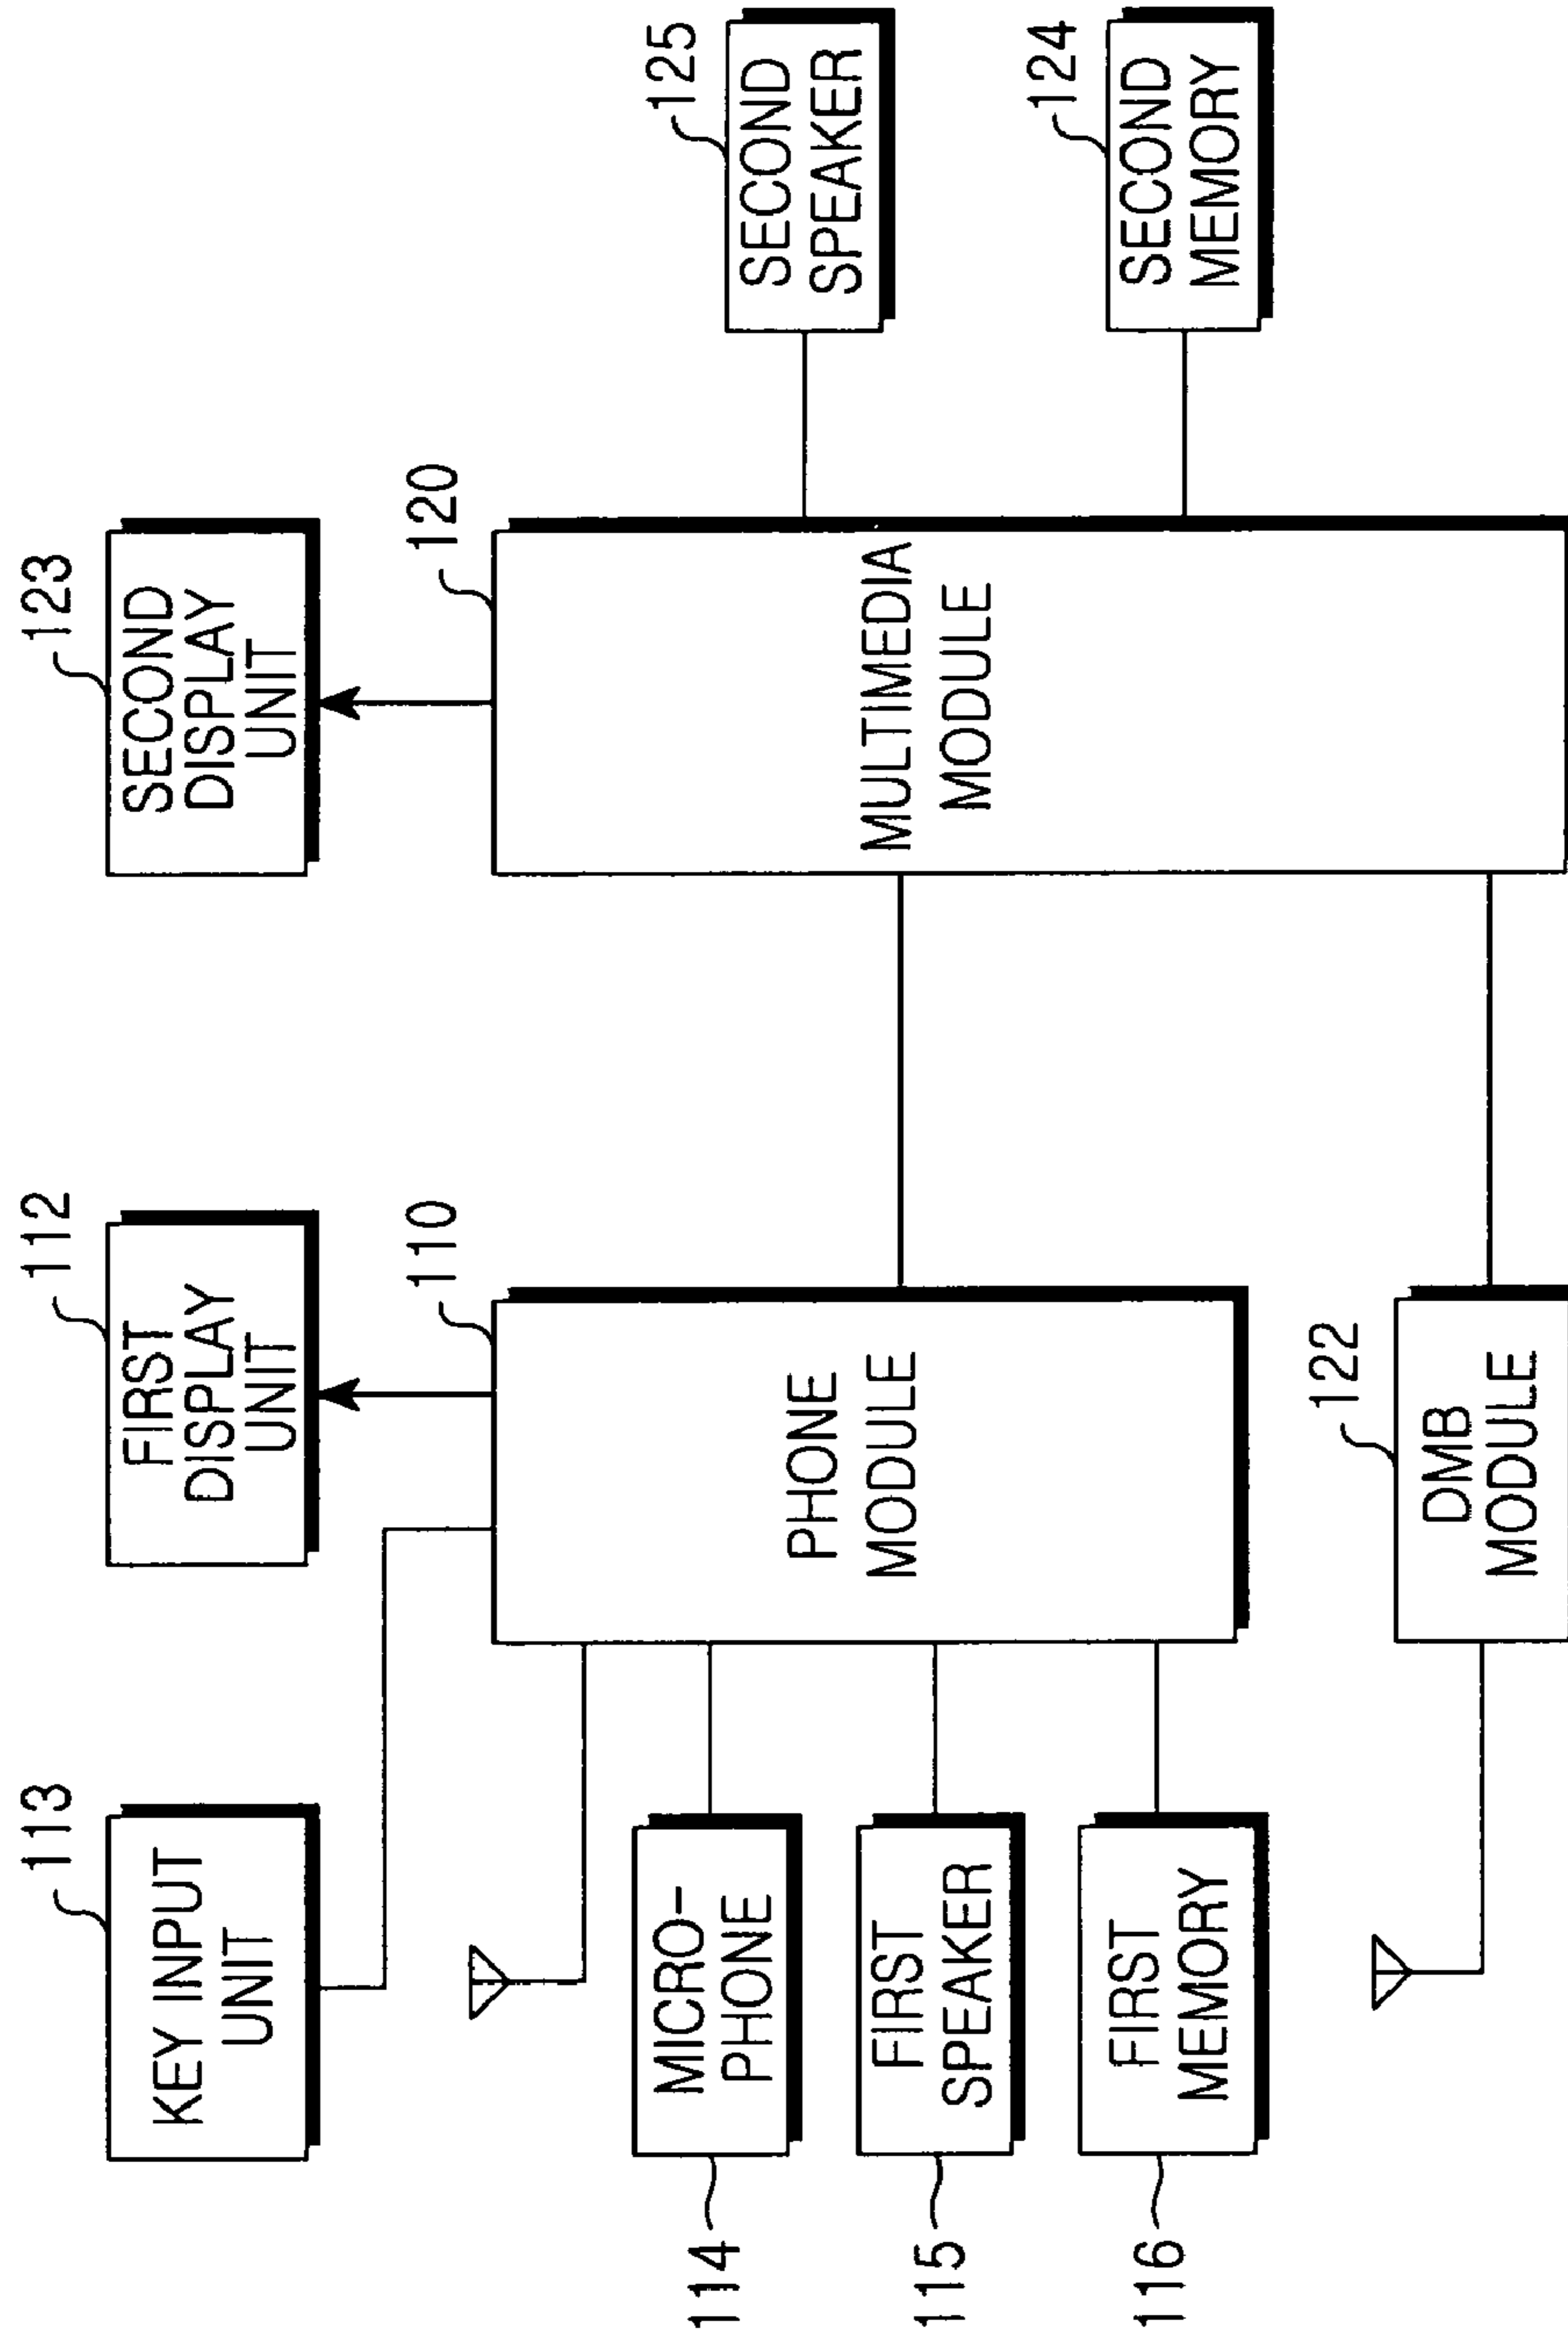 113
KEY INPUT
UNIT
112
FIRST
DISPLAY
UNIT
123
SECOND
DISPLAY
UNIT
110
PHONE
MODULE
120
MULTIMEDIA
MODULE
114
MICRO-
PHONE
115
FIRST
SPEAKER
116
FIRST
MEMORY
125
SECOND
SPEAKER
124
SECOND
MEMORY
122
DMB
MODULE